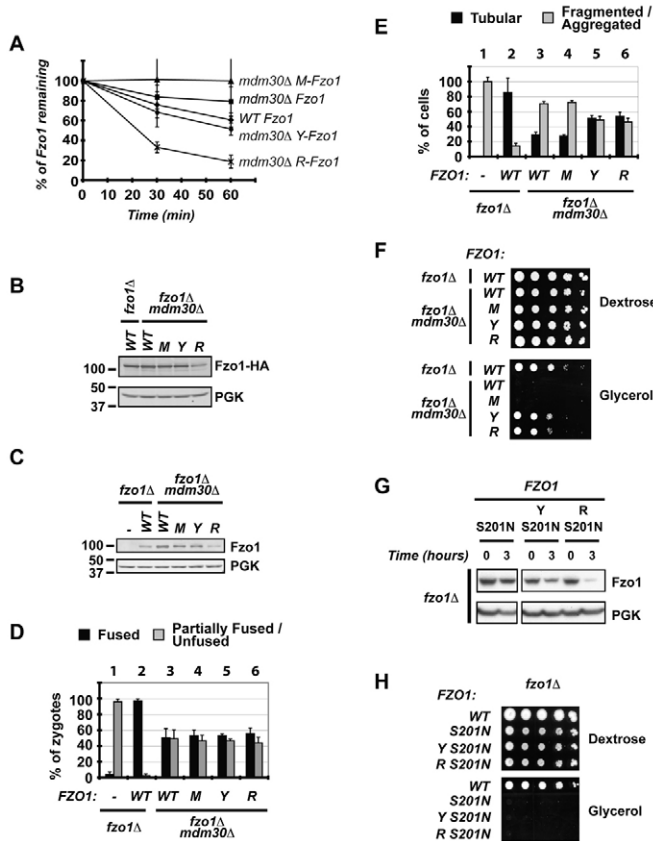 A
% of Fzo1 remaining
120
100
80
60
40
20
0
0 10 20 30 40 50 60 70
Time (min)
mdm30Δ M-Fzo1
mdm30Δ Fzo1
WT Fzo1
mdm30Δ Y-Fzo1
mdm30Δ R-Fzo1
B
fzo1Δ
fzo1Δ
mdm30Δ
WT WT M Y R
100
Fzo1-HA
50
37
PGK
C
fzo1Δ
fzo1Δ
mdm30Δ
- WT WT M Y R
100
Fzo1
50
37
PGK
D
Fused
Partially Fused /
Unfused
1 2 3 4 5 6
% of zygotes
100
80
60
40
20
0
FZO1: - WT WT M Y R
fzo1Δ
fzo1Δ
mdm30Δ
E
Tubular
Fragmented /
Aggregated
1 2 3 4 5 6
% of cells
100
80
60
40
20
0
FZO1: - WT WT M Y R
fzo1Δ
fzo1Δ
mdm30Δ
F
FZO1:
fzo1Δ WT
fzo1Δ
mdm30Δ
WT
M
Y
R
Dextrose
fzo1Δ WT
fzo1Δ
mdm30Δ
WT
M
Y
R
Glycerol
G
FZO1
Y R
S201N S201N S201N
Time (hours) 0 3 0 3 0 3
fzo1Δ
Fzo1
PGK
H
fzo1Δ
FZO1:
WT
S201N
Y S201N
R S201N
Dextrose
WT
S201N
Y S201N
R S201N
Glycerol